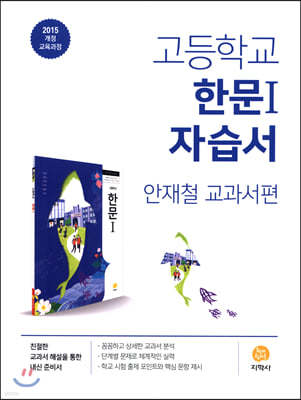 2015
개정
교육과정
고등학교
한문 I
자습서
안재철 교과서편
한문 I
친절한
교과서 해설을 통한
내신 준비서
· 꼼꼼하고 상세한 교과서 분석
· 단계별 문제로 체계적인 실력
· 학교 시험 출제 포인트와 핵심 문항 제시
지학사
yes24